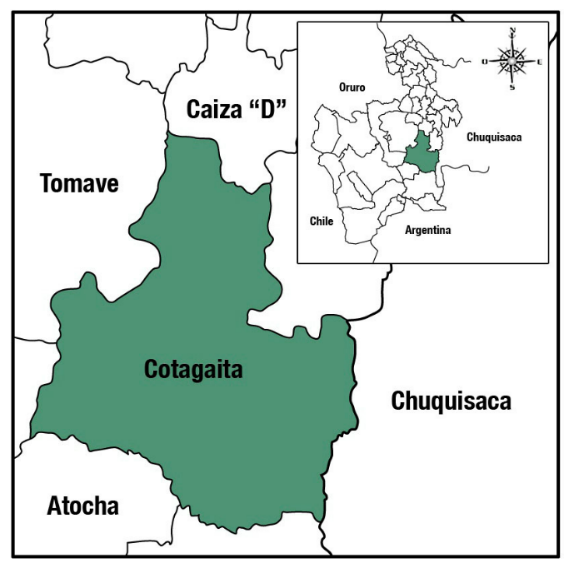 Caiza “D”
Tomave
Cotagaita
Chuquisaca
Atocha
N
O
E
S
Oruro
Chuquisaca
Chile
Argentina